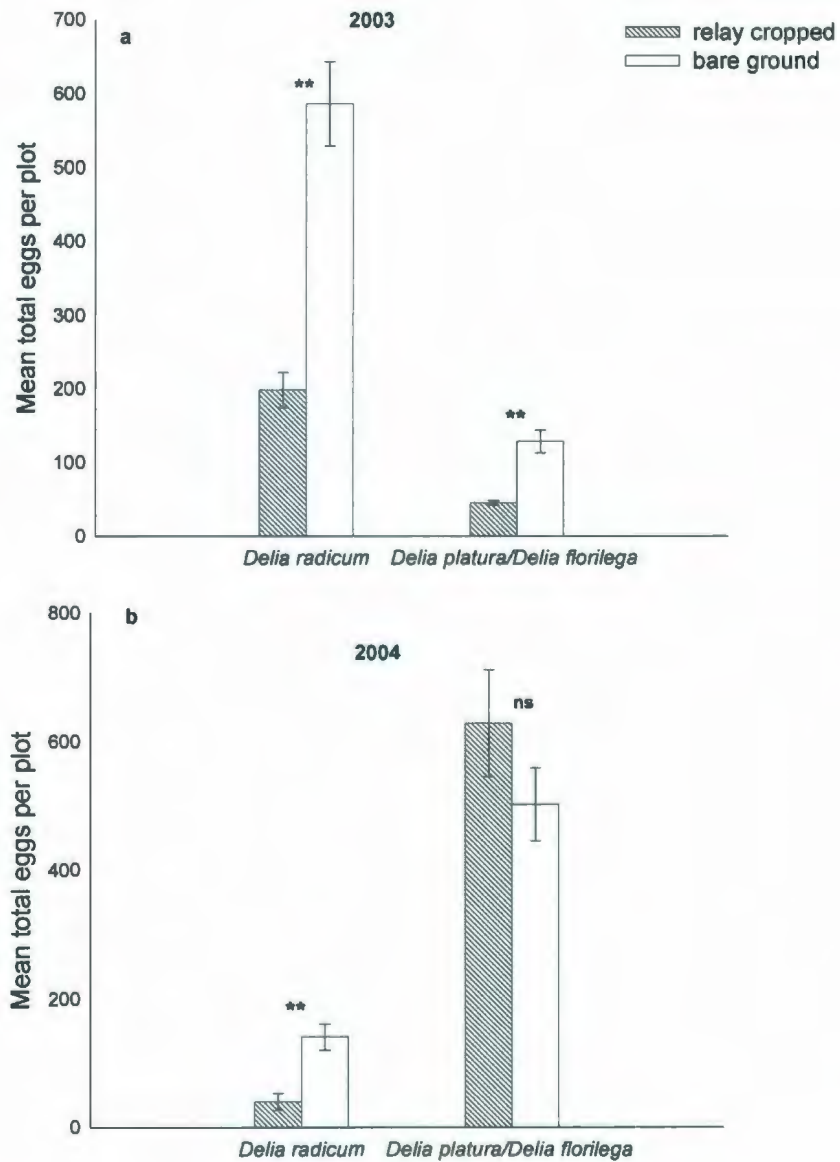 a
2003
relay cropped
bare ground
Mean total eggs per plot
700
600
500
400
300
200
100
0
**
**
Delia radicum
Delia platura/Delia florilega
b
2004
Mean total eggs per plot
800
600
400
200
0
**
ns
Delia radicum
Delia platura/Delia florilega